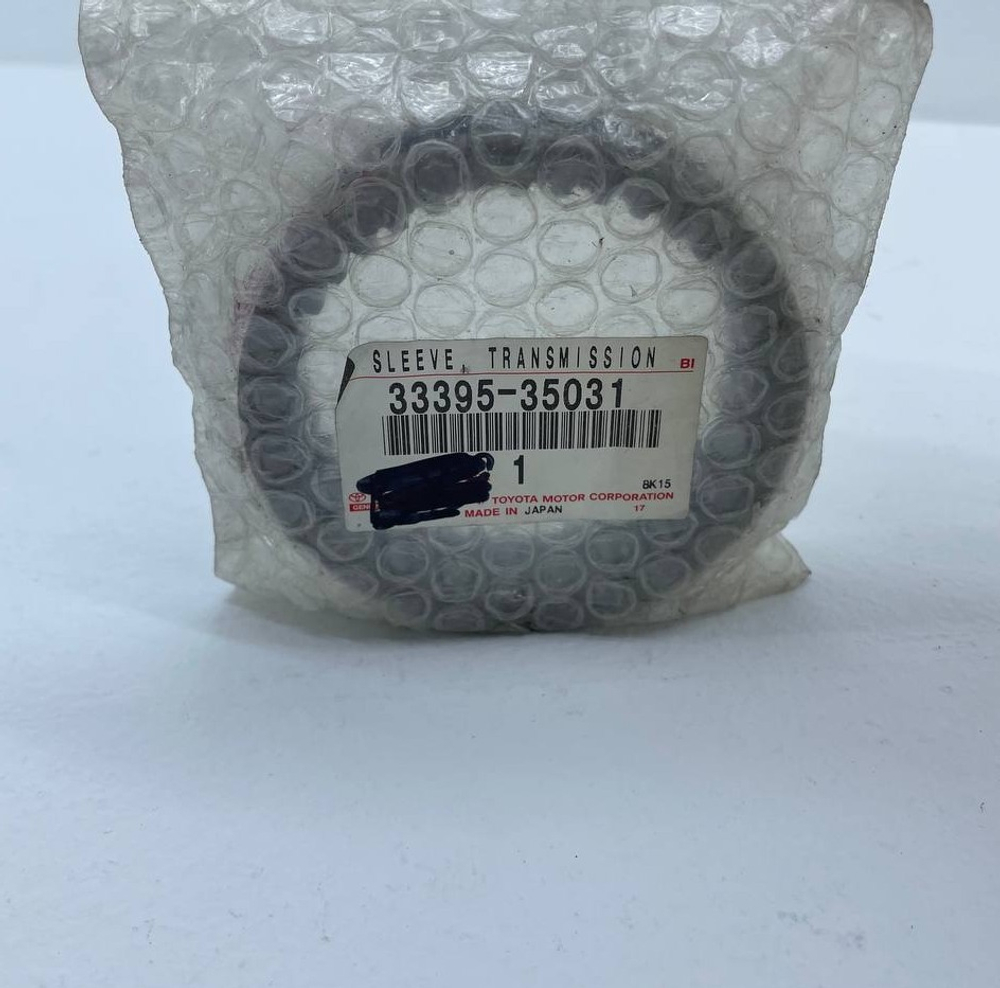 SLEEVE, TRANSMISSION BI
33395-35031
1
8K15
TOYOTA MOTOR CORPORATION
MADE IN JAPAN 17